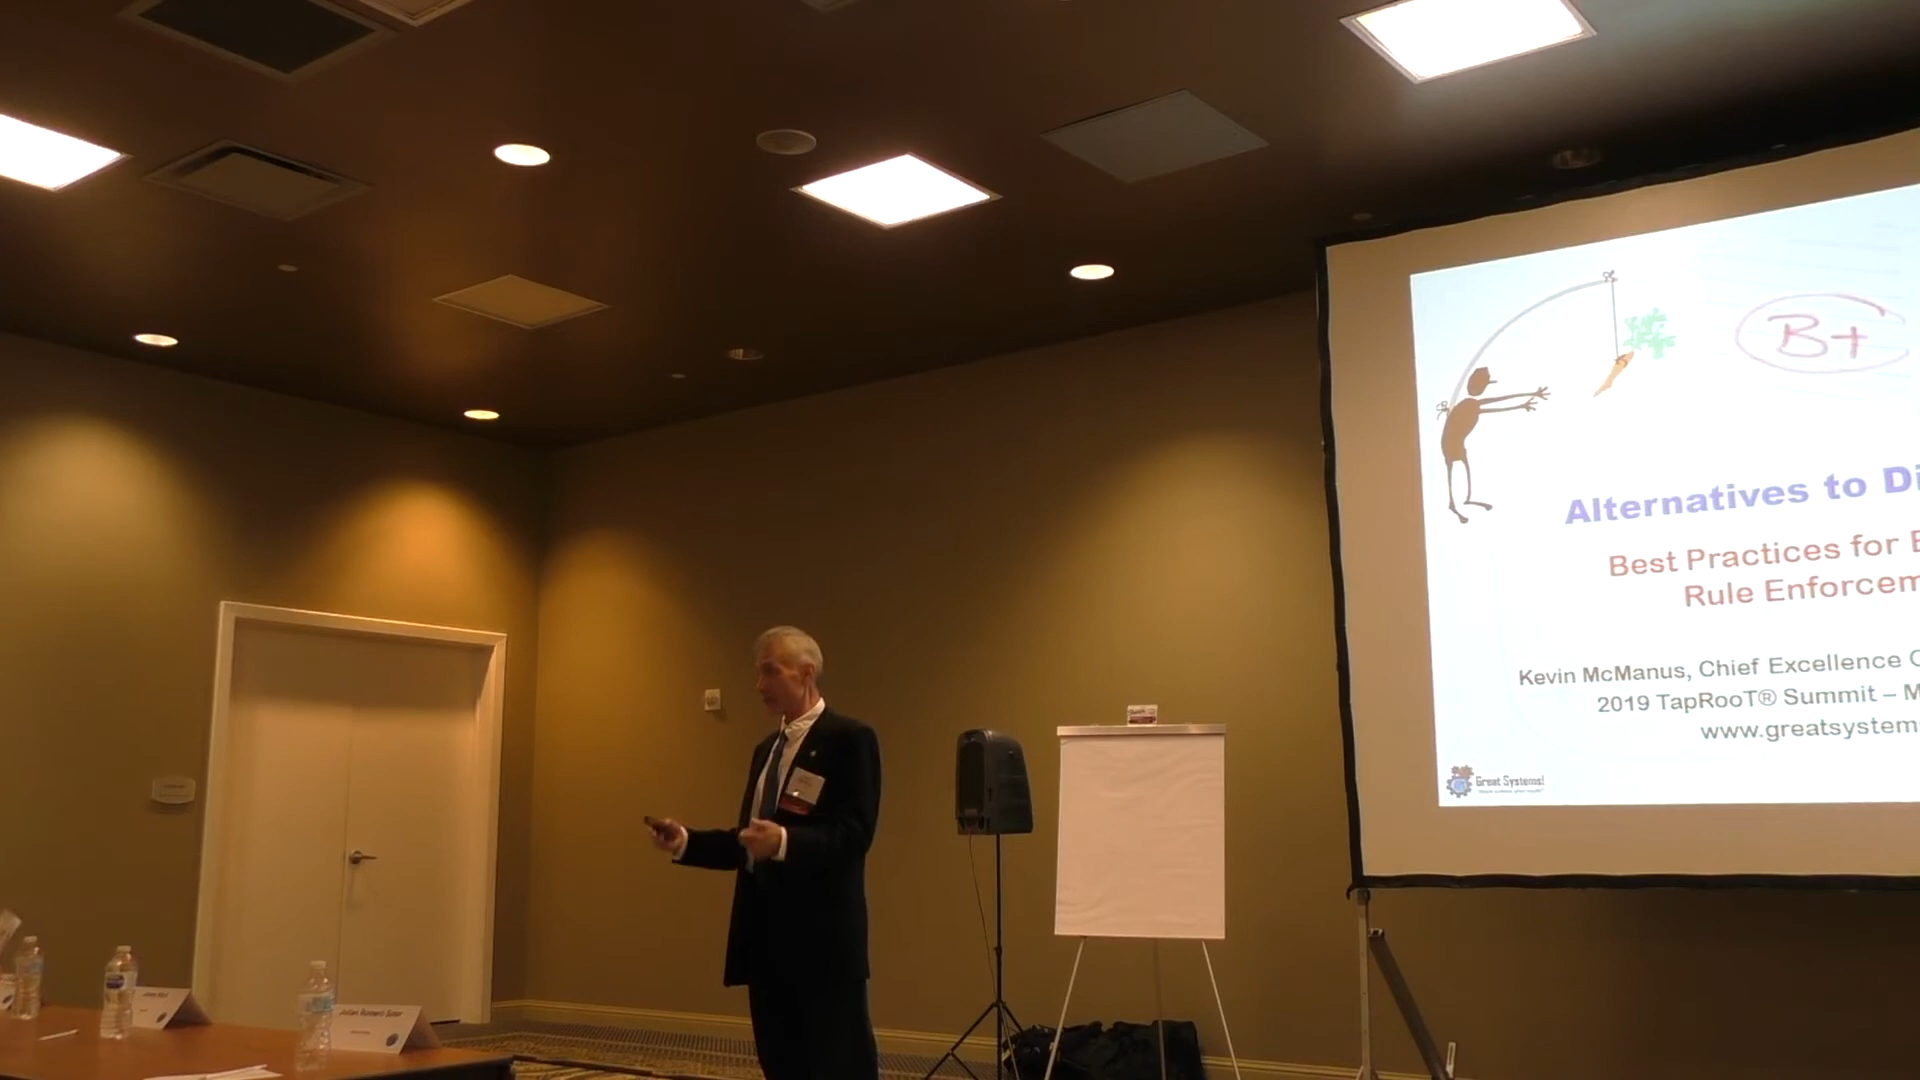 B+
Alternatives to Di
Best Practices for E
Rule Enforcem
Kevin McManus, Chief Excellence O
2019 TapRooT® Summit – M
www.greatsystem
Great Systems!